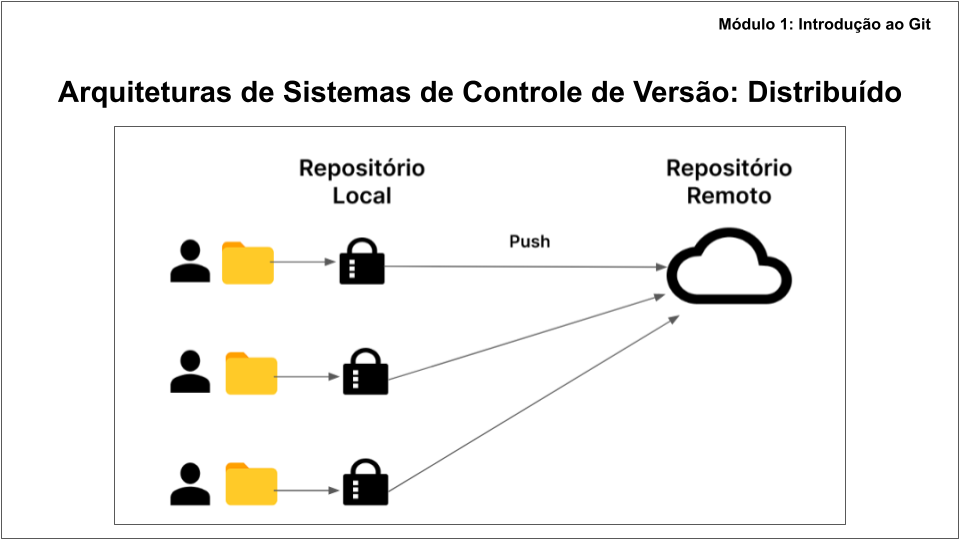 Módulo 1: Introdução ao Git
Arquiteturas de Sistemas de Controle de Versão: Distribuído
Repositório
Local
Repositório
Remoto
Push